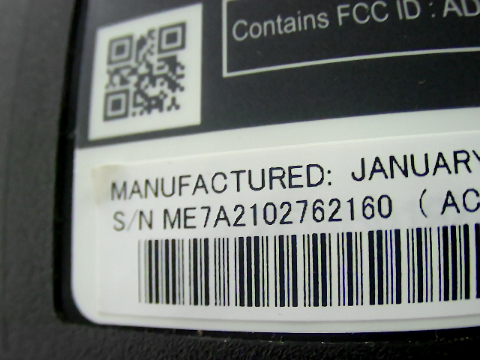 Contains FCC ID : AD
MANUFACTURED: JANUARY
S/N ME7A2102762160 ( AC